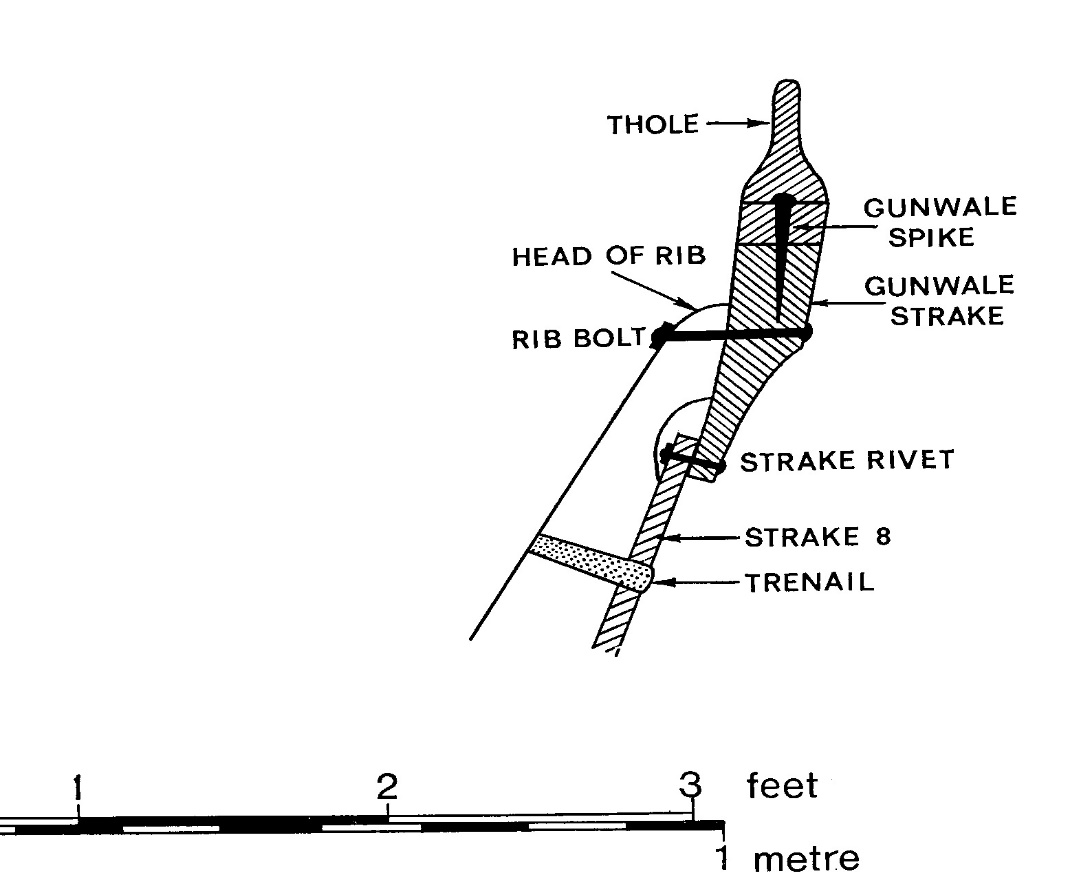 THOLE
GUNWALE
SPIKE
HEAD OF RIB
GUNWALE
STRAKE
RIB BOLT
STRAKE RIVET
STRAKE 8
TRENAIL
1 2 3 feet
1 metre